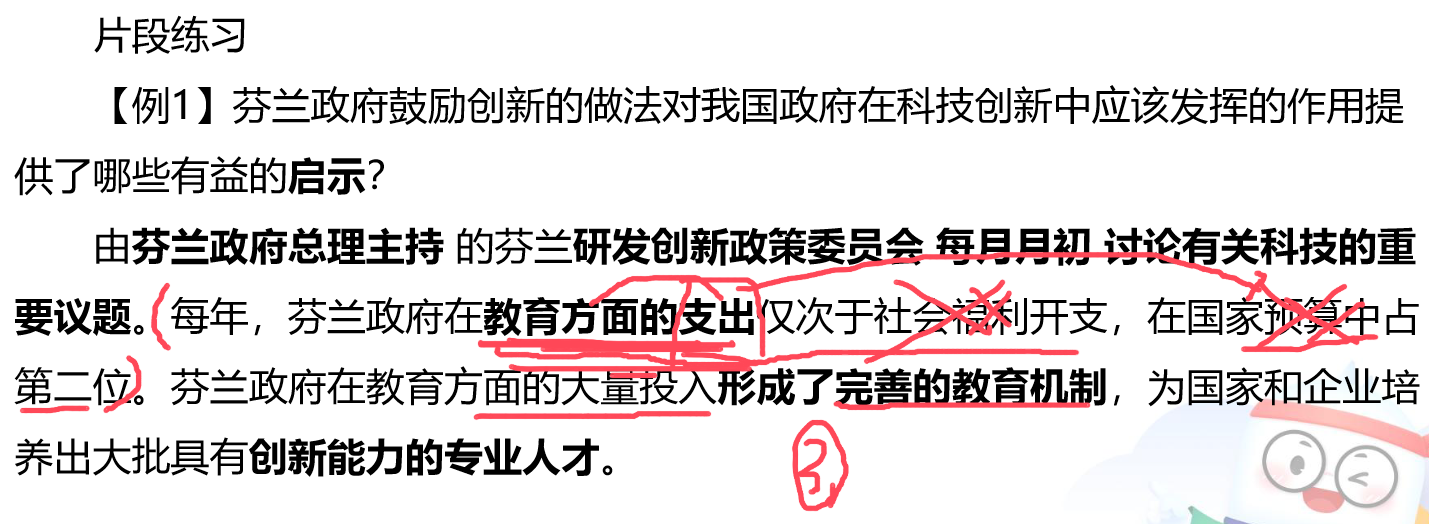 片段练习
【例1】芬兰政府鼓励创新的做法对我国政府在科技创新中应该发挥的作用提
供了哪些有益的启示?
由芬兰政府总理主持 的芬兰研发创新政策委员会 每月月初 讨论有关科技的重
要议题。每年，芬兰政府在教育方面的支出仅次于社会福利开支，在国家预算中占
第二位。芬兰政府在教育方面的大量投入形成了完善的教育机制，为国家和企业培
养出大批具有创新能力的专业人才。